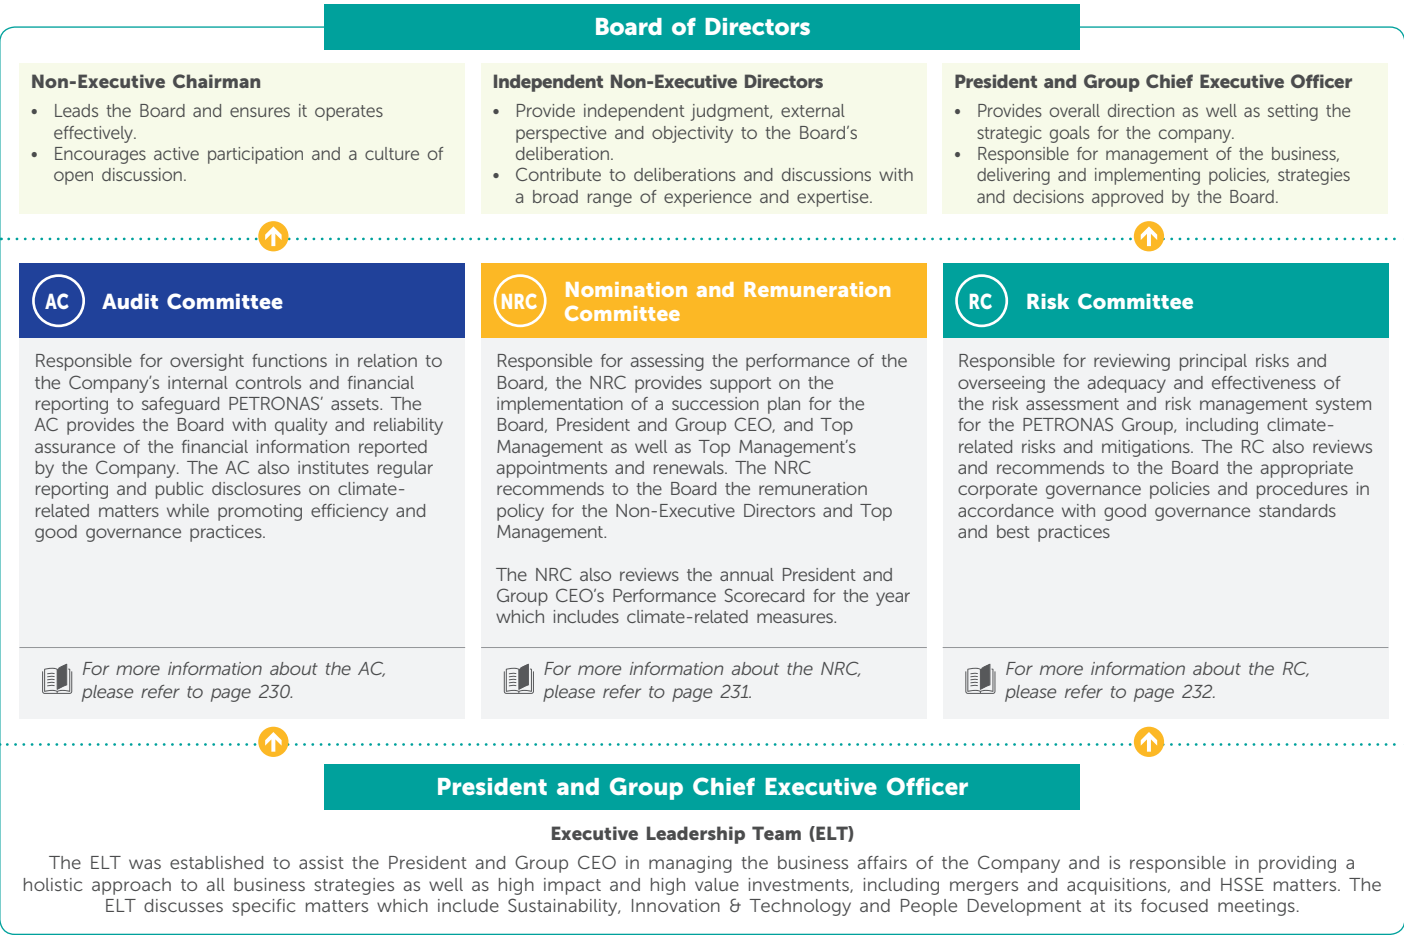 Board of Directors
Non-Executive Chairman
• Leads the Board and ensures it operates
effectively.
• Encourages active participation and a culture of
open discussion.
Independent Non-Executive Directors
• Provide independent judgment, external
perspective and objectivity to the Board's
deliberation.
• Contribute to deliberations and discussions with
a broad range of experience and expertise.
President and Group Chief Executive Officer
• Provides overall direction as well as setting the
strategic goals for the company.
• Responsible for management of the business,
delivering and implementing policies, strategies
and decisions approved by the Board.
AC
Audit Committee
Responsible for oversight functions in relation to
the Company's internal controls and financial
reporting to safeguard PETRONAS' assets. The
AC provides the Board with quality and reliability
assurance of the financial information reported
by the Company. The AC also institutes regular
reporting and public disclosures on climate-
related matters while promoting efficiency and
good governance practices.
For more information about the AC,
please refer to page 230.
NRC
Nomination and Remuneration
Committee
Responsible for assessing the performance of the
Board, the NRC provides support on the
implementation of a succession plan for the
Board, President and Group CEO, and Top
Management as well as Top Management's
appointments and renewals. The NRC
recommends to the Board the remuneration
policy for the Non-Executive Directors and Top
Management.
The NRC also reviews the annual President and
Group CEO's Performance Scorecard for the year
which includes climate-related measures.
For more information about the NRC,
please refer to page 231.
RC
Risk Committee
Responsible for reviewing principal risks and
overseeing the adequacy and effectiveness of
the risk assessment and risk management system
for the PETRONAS Group, including climate-
related risks and mitigations. The RC also reviews
and recommends to the Board the appropriate
corporate governance policies and procedures in
accordance with good governance standards
and best practices
For more information about the RC,
please refer to page 232.
President and Group Chief Executive Officer
Executive Leadership Team (ELT)
The ELT was established to assist the President and Group CEO in managing the business affairs of the Company and is responsible in providing a
holistic approach to all business strategies as well as high impact and high value investments, including mergers and acquisitions, and HSSE matters. The
ELT discusses specific matters which include Sustainability, Innovation & Technology and People Development at its focused meetings.